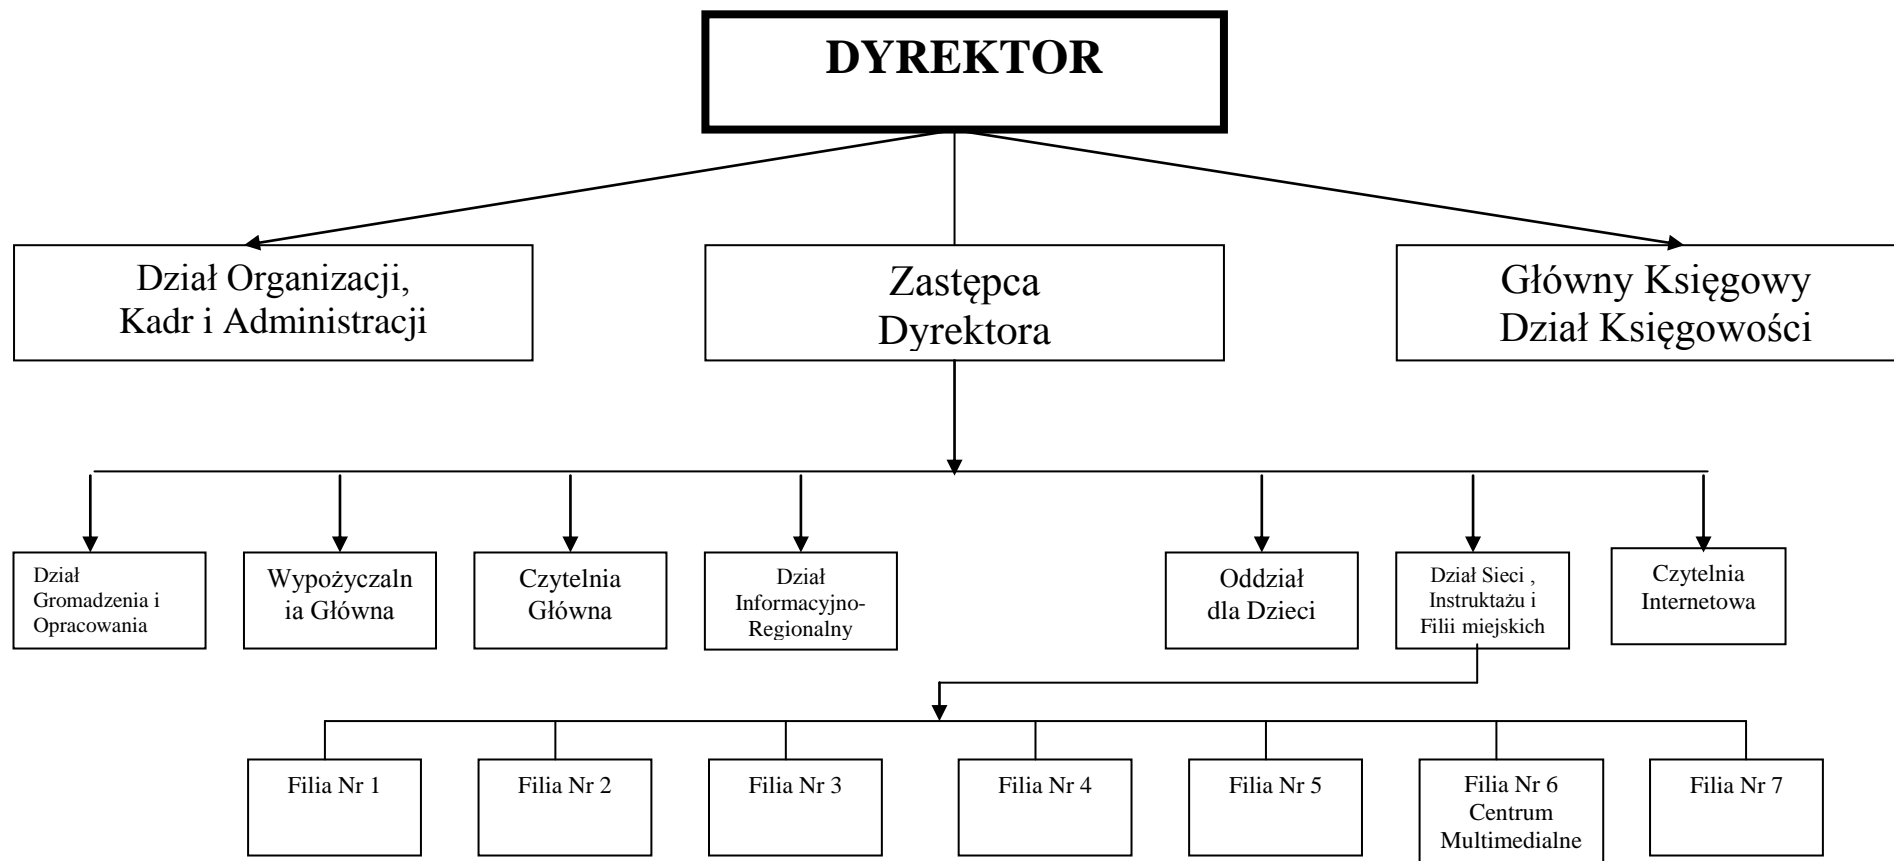 DYREKTOR
Dział Organizacji,
Kadr i Administracji
Zastępca
Dyrektora
Główny Księgowy
Dział Księgowości
Dział
Gromadzenia i
Opracowania
Wypożyczaln
ia Główna
Czytelnia
Główna
Dział
Informacyjno-
Regionalny
Oddział
dla Dzieci
Dział Sieci ,
Instruktażu i
Filii miejskich
Czytelnia
Internetowa
Filia Nr 1
Filia Nr 2
Filia Nr 3
Filia Nr 4
Filia Nr 5
Filia Nr 6
Centrum
Multimedialne
Filia Nr 7